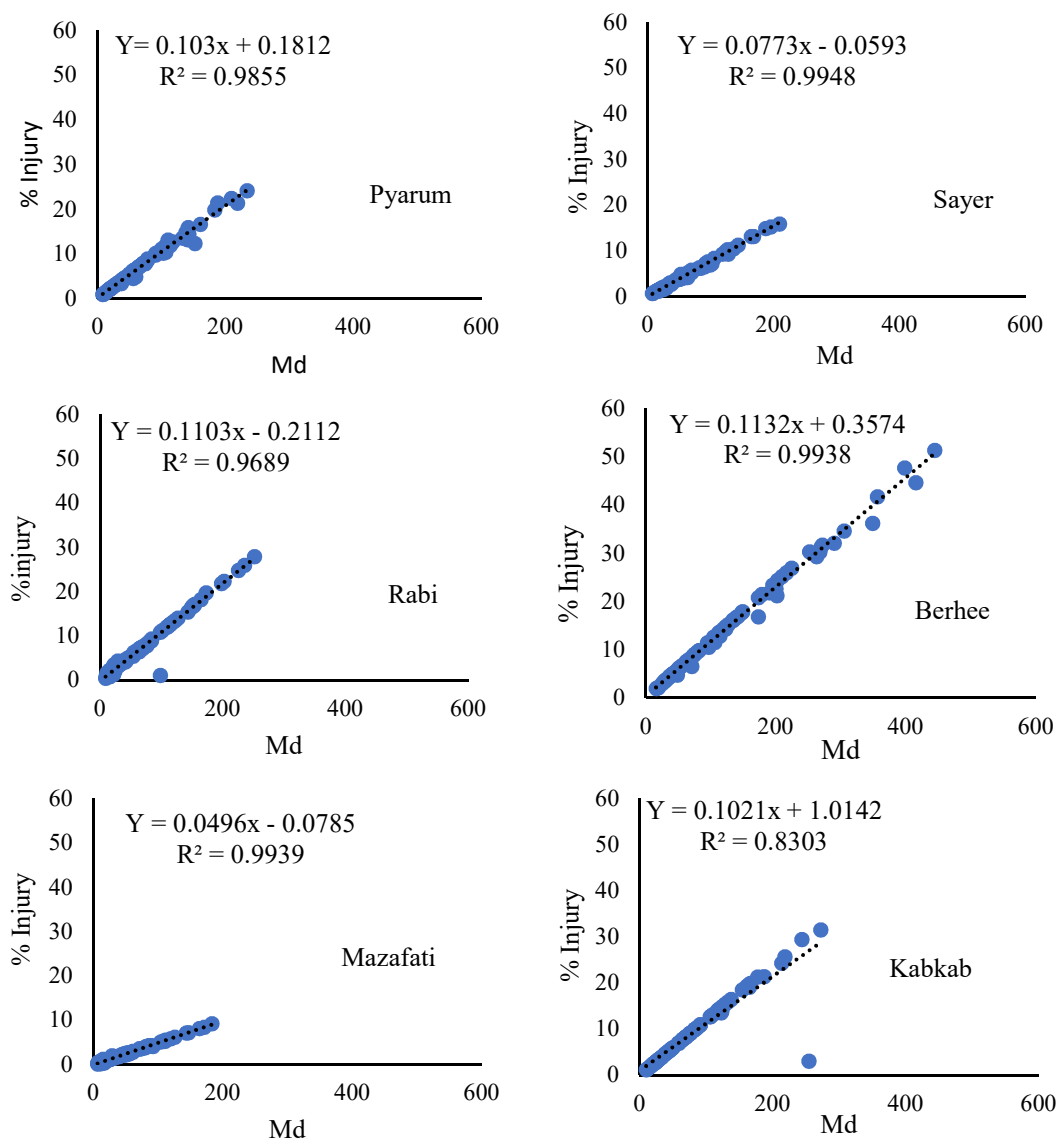 Y= 0.103x + 0.1812
R² = 0.9855
% Injury
60
50
40
30
20
10
0
Pyarum
0 200 400 600
Md
Y = 0.0773x - 0.0593
R² = 0.9948
% Injury
60
50
40
30
20
10
0
Sayer
0 200 400 600
Md
Y = 0.1103x - 0.2112
R² = 0.9689
%injury
60
50
40
30
20
10
0
Rabi
0 200 400 600
Md
Y = 0.1132x + 0.3574
R² = 0.9938
% Injury
60
50
40
30
20
10
0
Berhee
0 200 400 600
Md
Y = 0.0496x - 0.0785
R² = 0.9939
% Injury
60
50
40
30
20
10
0
Mazafati
0 200 400 600
Md
Y = 0.1021x + 1.0142
R² = 0.8303
% Injury
60
50
40
30
20
10
0
Kabkab
0 200 400 600
Md